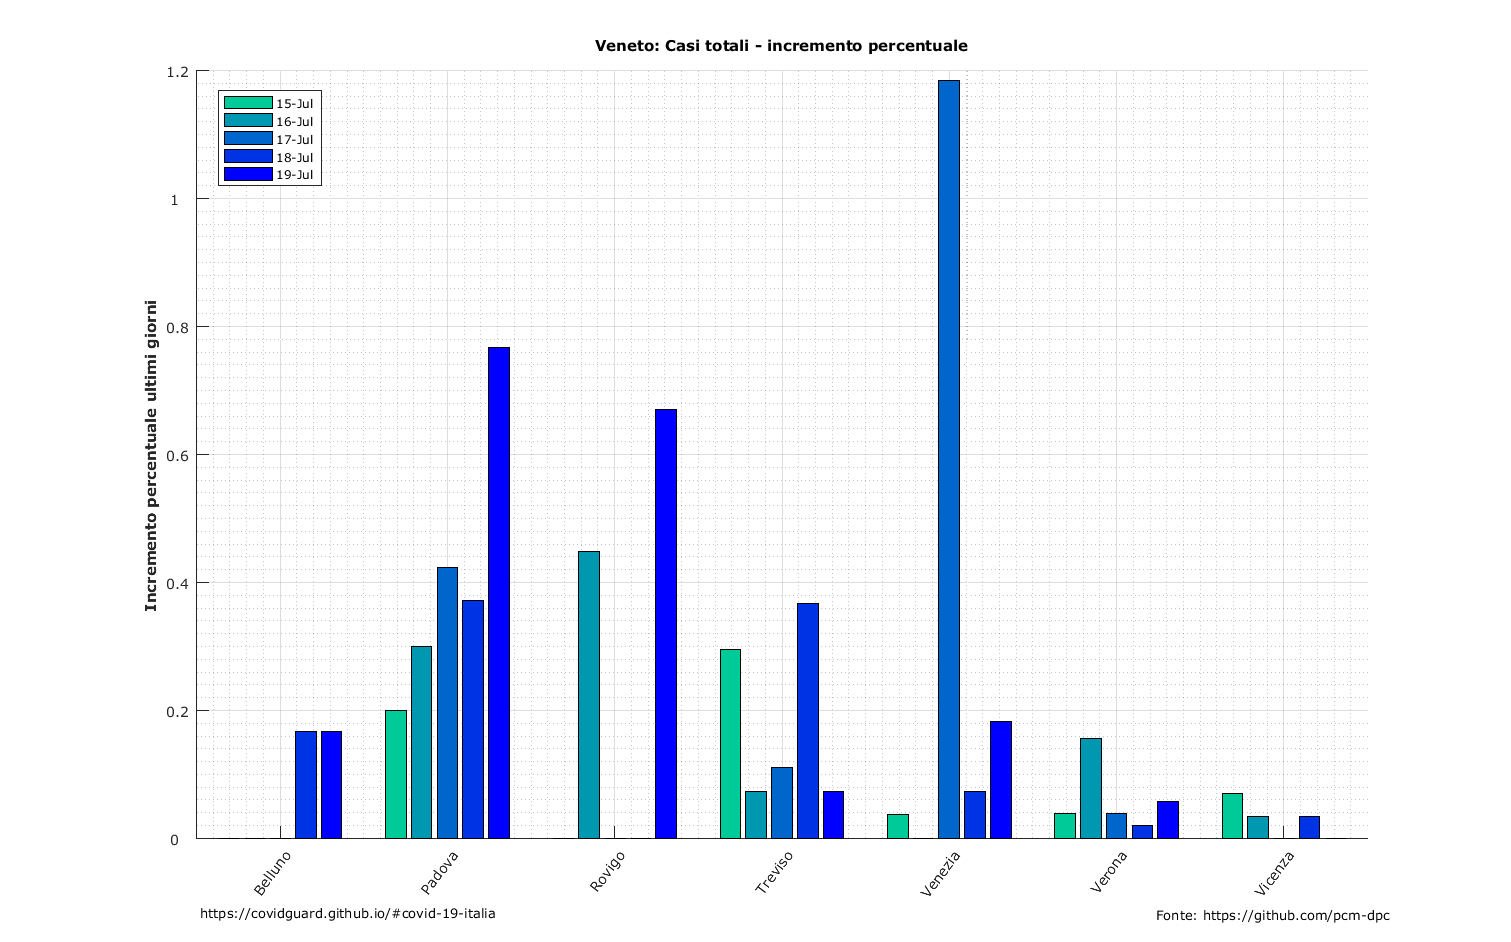 Veneto: Casi totali - incremento percentuale
1.2
1
0.8
0.6
0.4
0.2
0
Incremento percentuale ultimi giorni
15-Jul
16-Jul
17-Jul
18-Jul
19-Jul
Belluno
Padova
Rovigo
Treviso
Venezia
Verona
Vicenza
https://covidguard.github.io/#covid-19-italia
Fonte: https://github.com/pcm-dpc